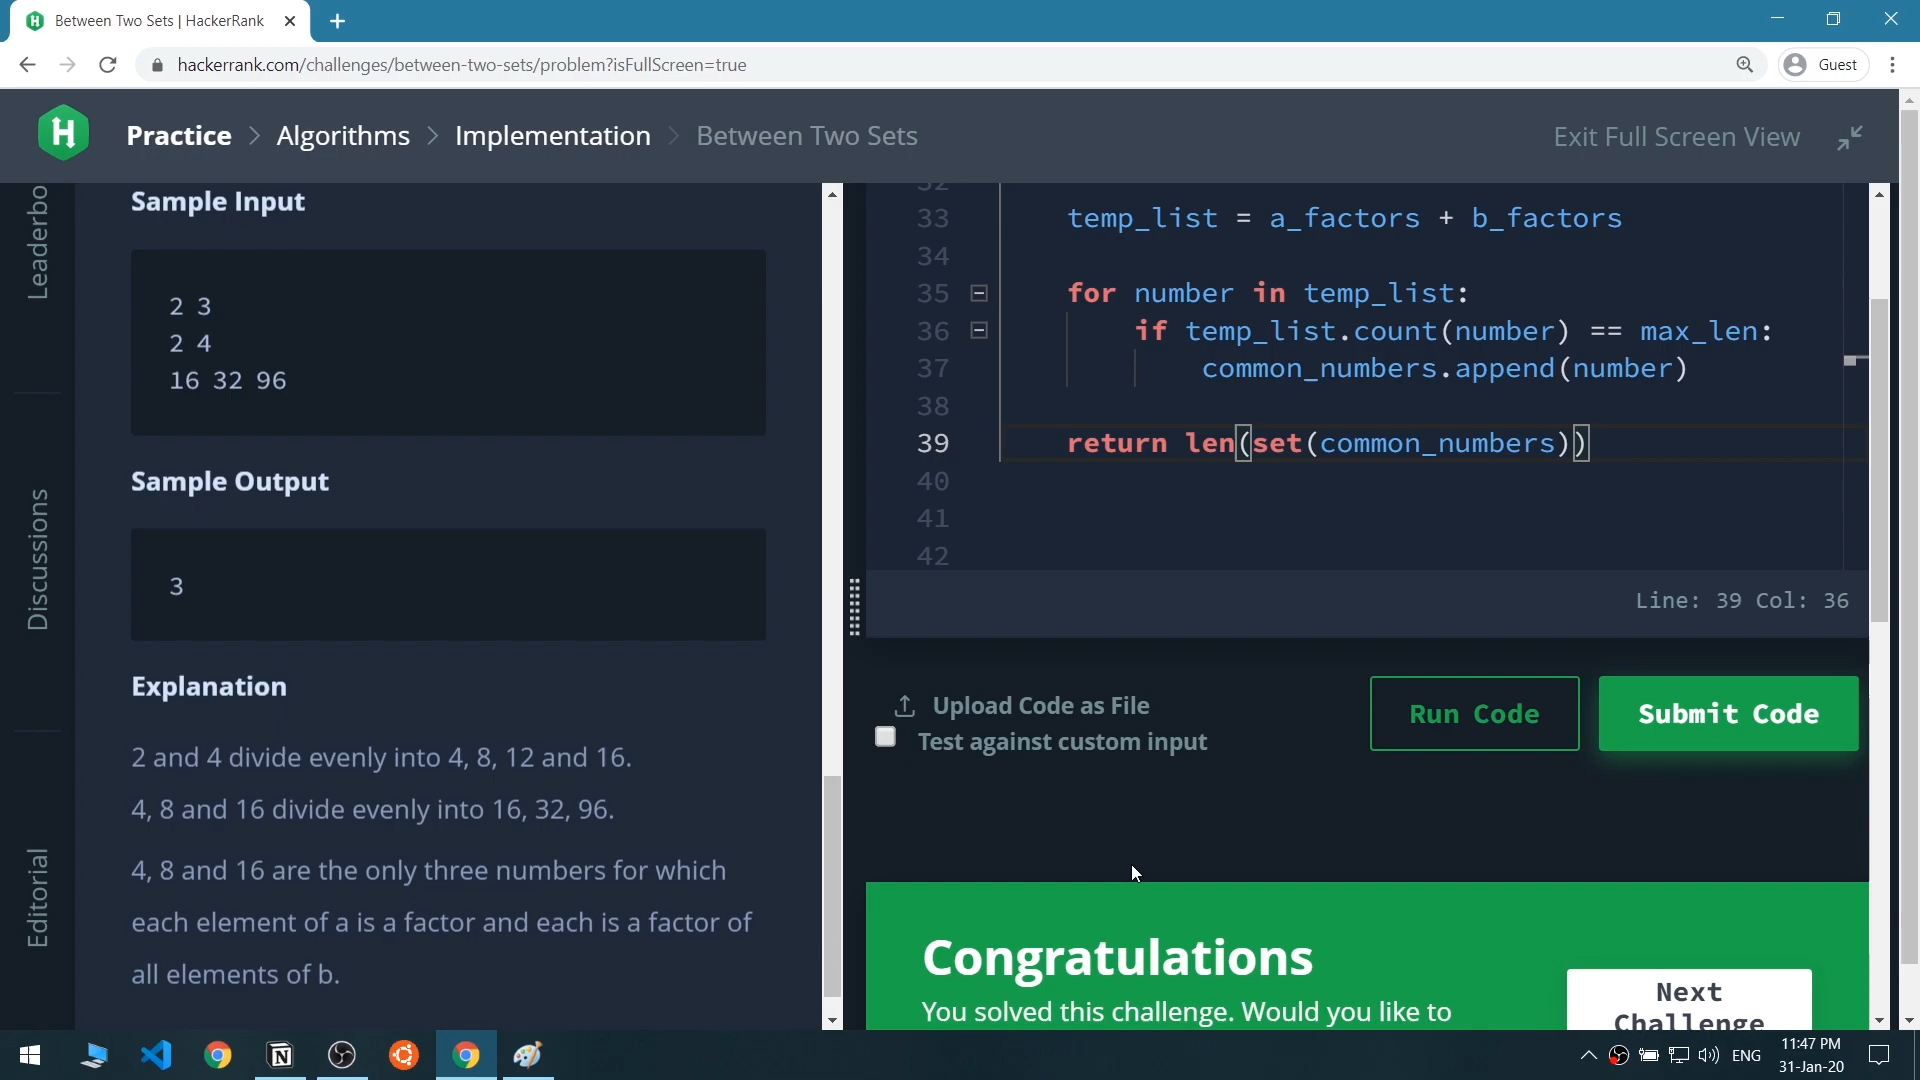 Between Two Sets | HackerRank
hackerrank.com/challenges/between-two-sets/problem?isFullScreen=true
Guest
H
Practice > Algorithms > Implementation > Between Two Sets
Exit Full Screen View
Leaderbo
Discussions
Editorial
Sample Input
2 3
2 4
16 32 96
Sample Output
3
Explanation
2 and 4 divide evenly into 4, 8, 12 and 16.
4, 8 and 16 divide evenly into 16, 32, 96.
4, 8 and 16 are the only three numbers for which
each element of a is a factor and each is a factor of
all elements of b.
32
33 temp_list = a_factors + b_factors
34
35 for number in temp_list:
36 if temp_list.count(number) == max_len:
37 common_numbers.append(number)
38
39 return len(set(common_numbers))
40
41
42
Line: 39 Col: 36
Upload Code as File
Test against custom input
Run Code
Submit Code
Congratulations
You solved this challenge. Would you like to
Next
Challenge
ENG
11:47 PM
31-Jan-20